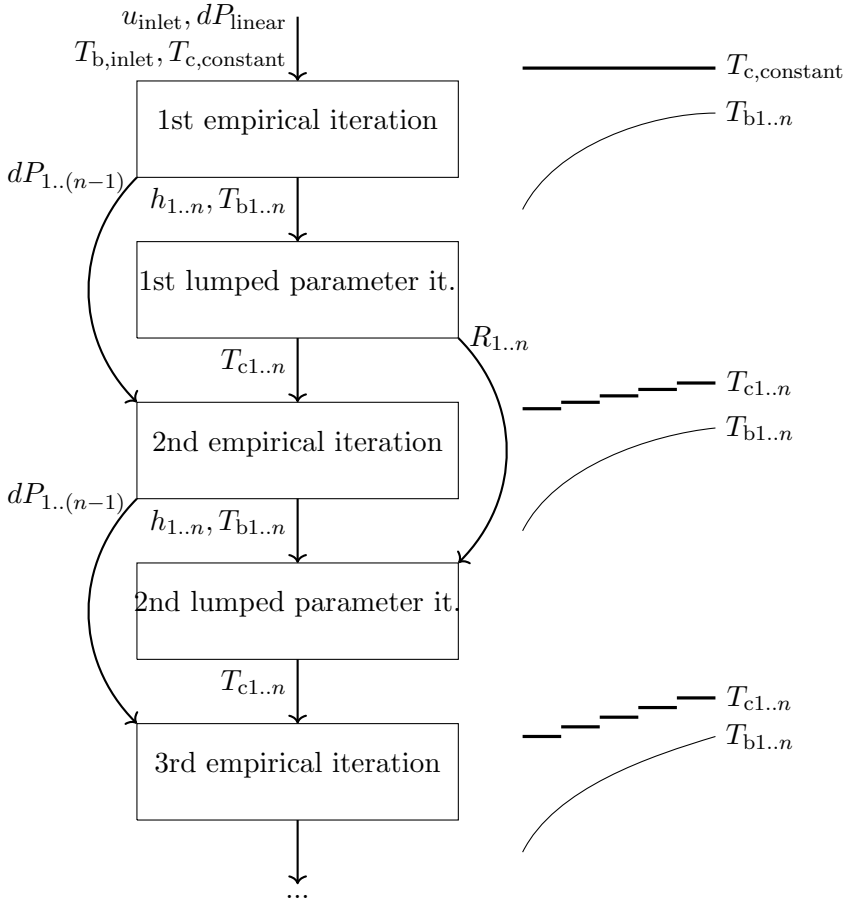 u_inlet, dP_linear
T_b,inlet, T_c,constant
T_c,constant
1st empirical iteration
T_b1..n
dP_1..(n−1)
h_1..n, T_b1..n
1st lumped parameter it.
R_1..n
T_c1..n
T_c1..n
2nd empirical iteration
T_b1..n
dP_1..(n−1)
h_1..n, T_b1..n
2nd lumped parameter it.
T_c1..n
T_c1..n
T_b1..n
3rd empirical iteration
...